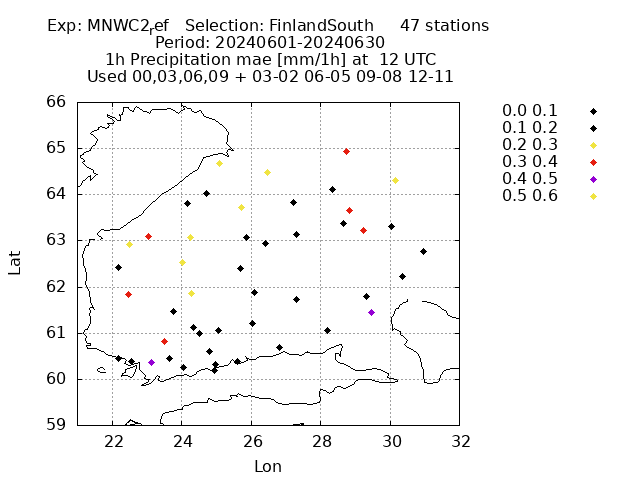 Exp: MNWC2ref   Selection: FinlandSouth     47 stations
Period: 20240601-20240630
1h Precipitation mae [mm/1h] at  12 UTC
Used 00,03,06,09 + 03-02 06-05 09-08 12-11
66
65
64
63
62
61
60
59
22 24 26 28 30 32
Lat
Lon
0.0 0.1
0.1 0.2
0.2 0.3
0.3 0.4
0.4 0.5
0.5 0.6